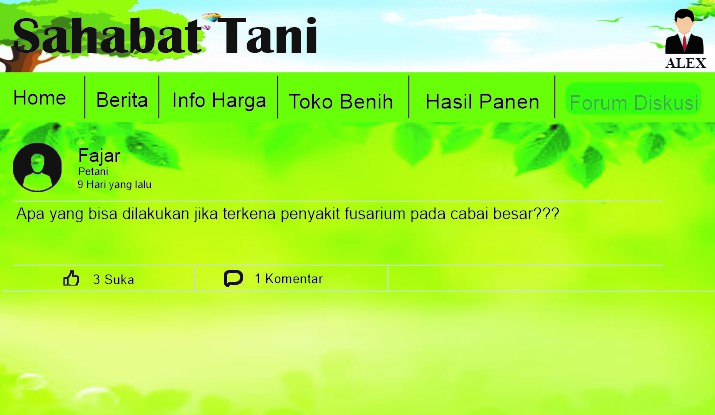 Sahabat Tani
ALEX
Home Berita Info Harga Toko Benih Hasil Panen Forum Diskusi
Fajar
Petani
9 Hari yang lalu
Apa yang bisa dilakukan jika terkena penyakit fusarium pada cabai besar???
3 Suka 1 Komentar